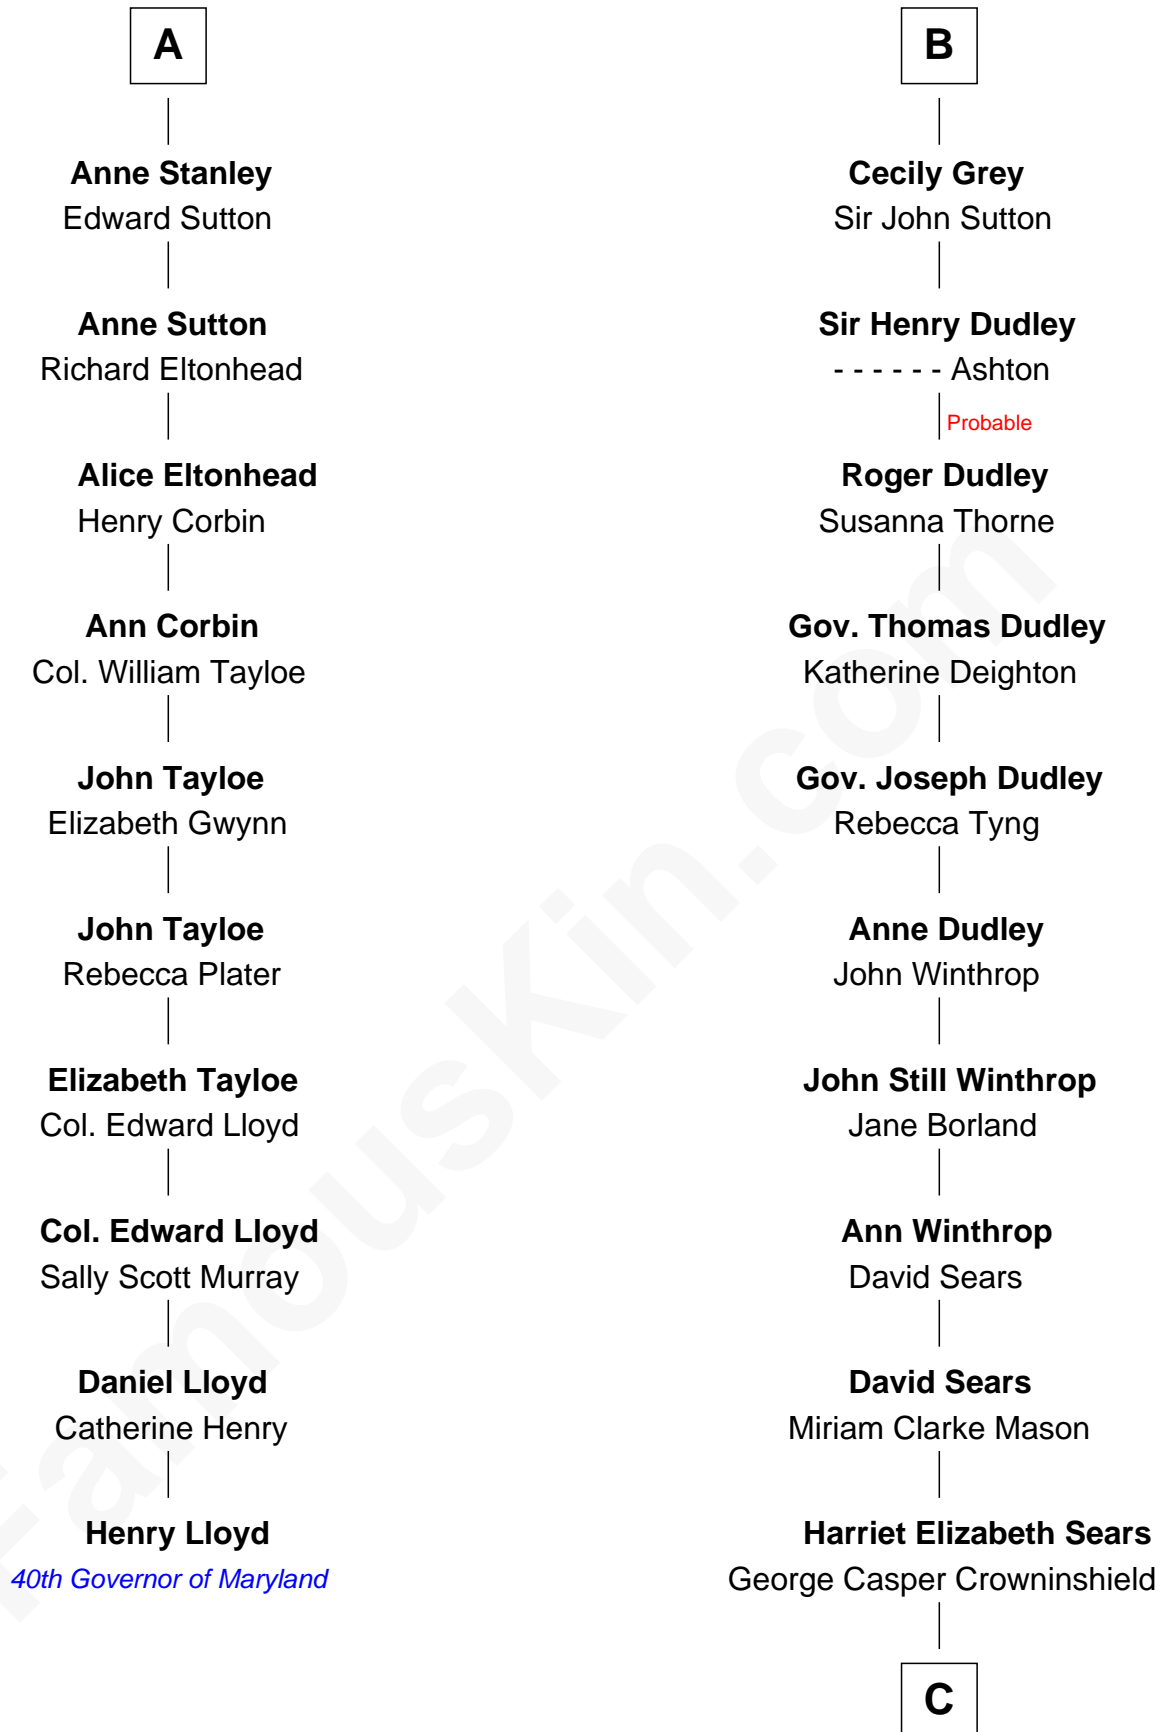 A
Anne Stanley
Edward Sutton
Anne Sutton
Richard Eltonhead
Alice Eltonhead
Henry Corbin
Ann Corbin
Col. William Tayloe
John Tayloe
Elizabeth Gwynn
John Tayloe
Rebecca Plater
Elizabeth Tayloe
Col. Edward Lloyd
Col. Edward Lloyd
Sally Scott Murray
Daniel Lloyd
Catherine Henry
Henry Lloyd
40th Governor of Maryland
B
Cecily Grey
Sir John Sutton
Sir Henry Dudley
- - - - - - Ashton
Probable
Roger Dudley
Susanna Thorne
Gov. Thomas Dudley
Katherine Deighton
Gov. Joseph Dudley
Rebecca Tyng
Anne Dudley
John Winthrop
John Still Winthrop
Jane Borland
Ann Winthrop
David Sears
David Sears
Miriam Clarke Mason
Harriet Elizabeth Sears
George Casper Crowninshield
C
FamousKin.com